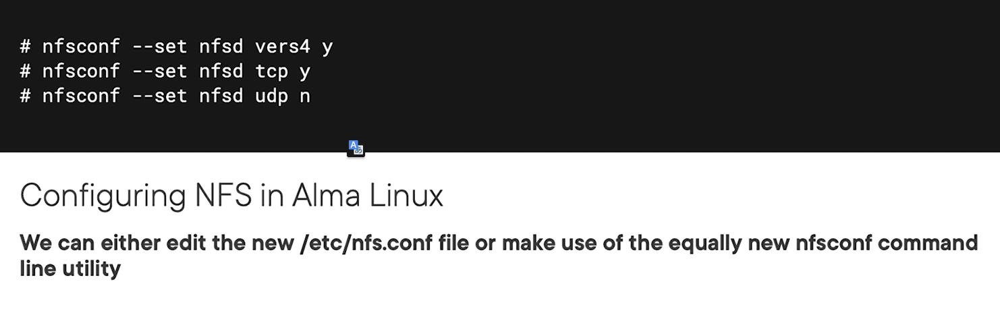 # nfsconf --set nfsd vers4 y
# nfsconf --set nfsd tcp y
# nfsconf --set nfsd udp n
Configuring NFS in Alma Linux
We can either edit the new /etc/nfs.conf file or make use of the equally new nfsconf command
line utility